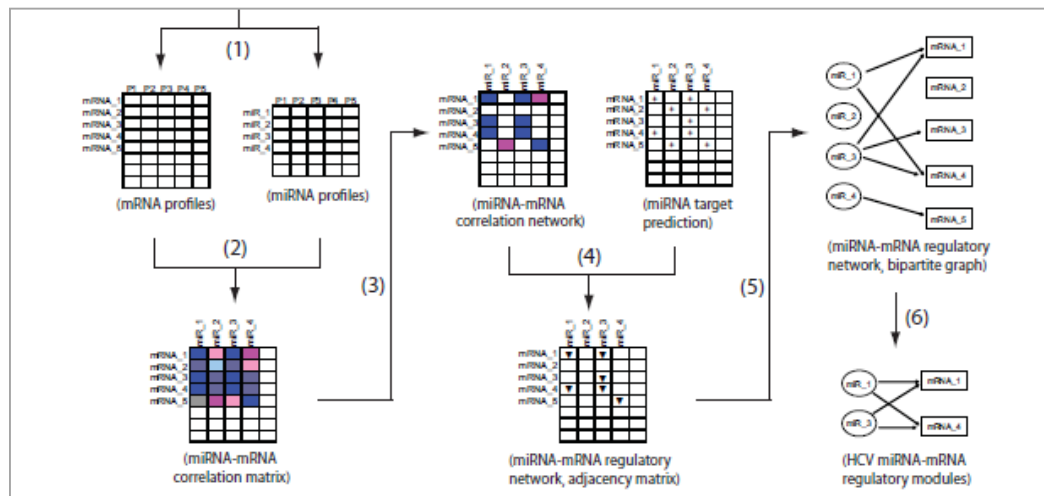 (1)
P1 P2 P3 P4 P5
mRNA_1
mRNA_2
mRNA_3
mRNA_4
mRNA_5
(mRNA profiles)
P1 P2 P3 P4 P5
miR_1
miR_2
miR_3
miR_4
(miRNA profiles)
(2)
miR_1 miR_2 miR_3 miR_4
mRNA_1
mRNA_2
mRNA_3
mRNA_4
mRNA_5
(miRNA-mRNA
correlation matrix)
(3)
miR_1 miR_2 miR_3 miR_4
mRNA_1
mRNA_2
mRNA_3
mRNA_4
mRNA_5
(miRNA-mRNA
correlation network)
miR_1 miR_2 miR_3 miR_4
mRNA_1 + +
mRNA_2 + +
mRNA_3 +
mRNA_4 + +
mRNA_5 + +
(miRNA target
prediction)
(4)
miR_1 miR_2 miR_3 miR_4
mRNA_1
mRNA_2
mRNA_3
mRNA_4
mRNA_5
(miRNA-mRNA regulatory
network, adjacency matrix)
(5)
miR_1
miR_2
miR_3
miR_4
mRNA_1
mRNA_2
mRNA_3
mRNA_4
mRNA_5
(miRNA-mRNA regulatory
network, bipartite graph)
(6)
miR_1
miR_3
mRNA_1
mRNA_4
(HCV miRNA-mRNA
regulatory modules)